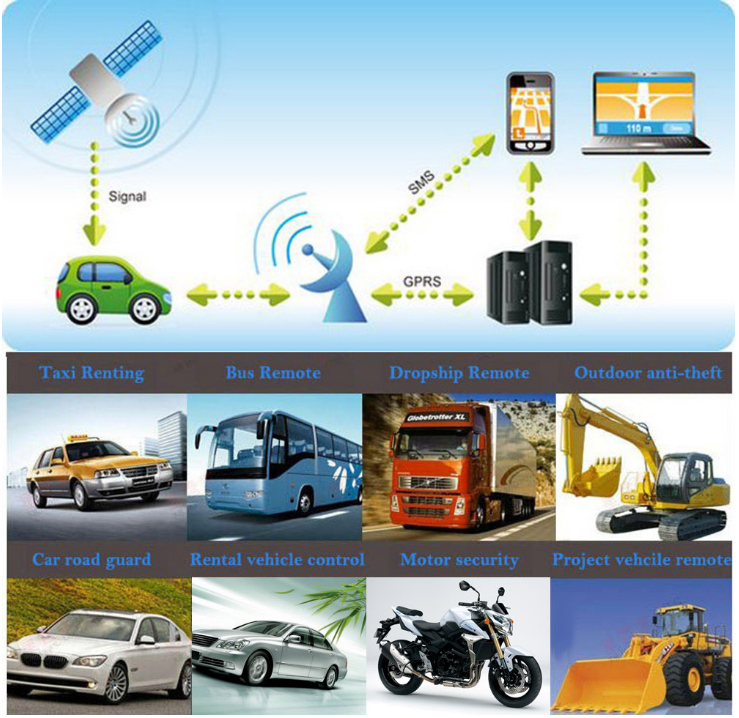 Signal
SMS
GPRS
110 m
Taxi Renting
Bus Remote
Dropship Remote
Outdoor anti-theft
Globetrotter XL
VOLVO
Car road guard
Rental vehicle control
Motor security
Project vehcile remote